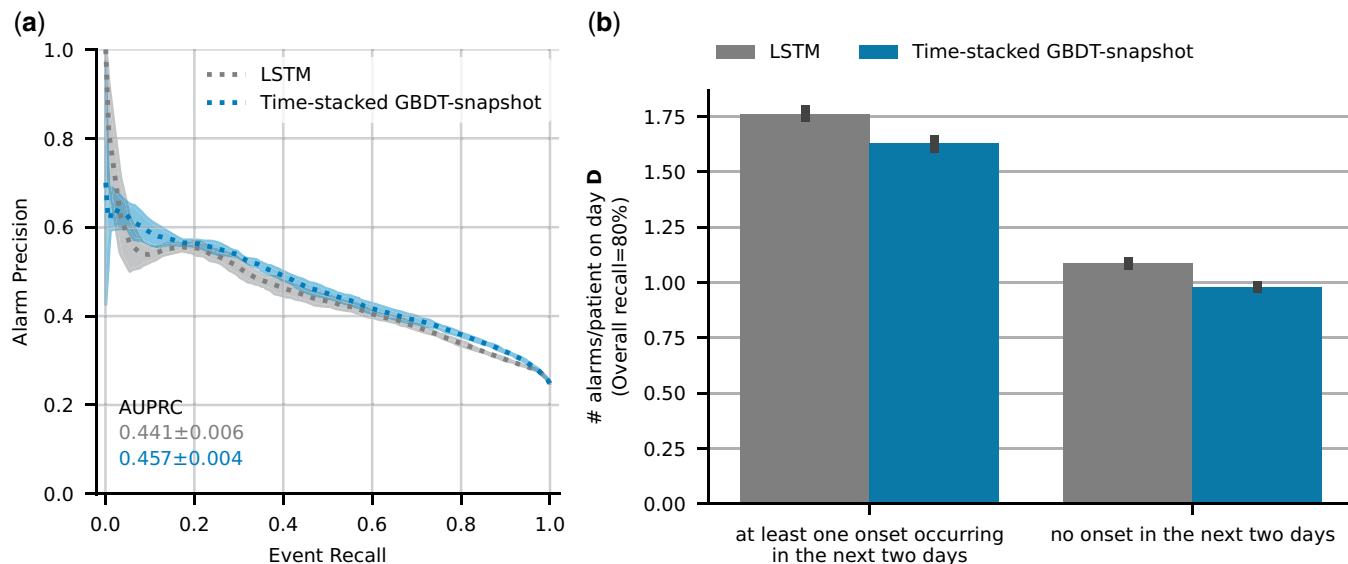 (a)
1.0
0.8
0.6
0.4
0.2
0.0
Alarm Precision
LSTM
Time-stacked GBDT-snapshot
AUPRC
0.441±0.006
0.457±0.004
0.0 0.2 0.4 0.6 0.8 1.0
Event Recall
(b)
LSTM Time-stacked GBDT-snapshot
# alarms/patient on day D
(Overall recall=80%)
1.75
1.50
1.25
1.00
0.75
0.50
0.25
0.00
at least one onset occurring
in the next two days
no onset in the next two days